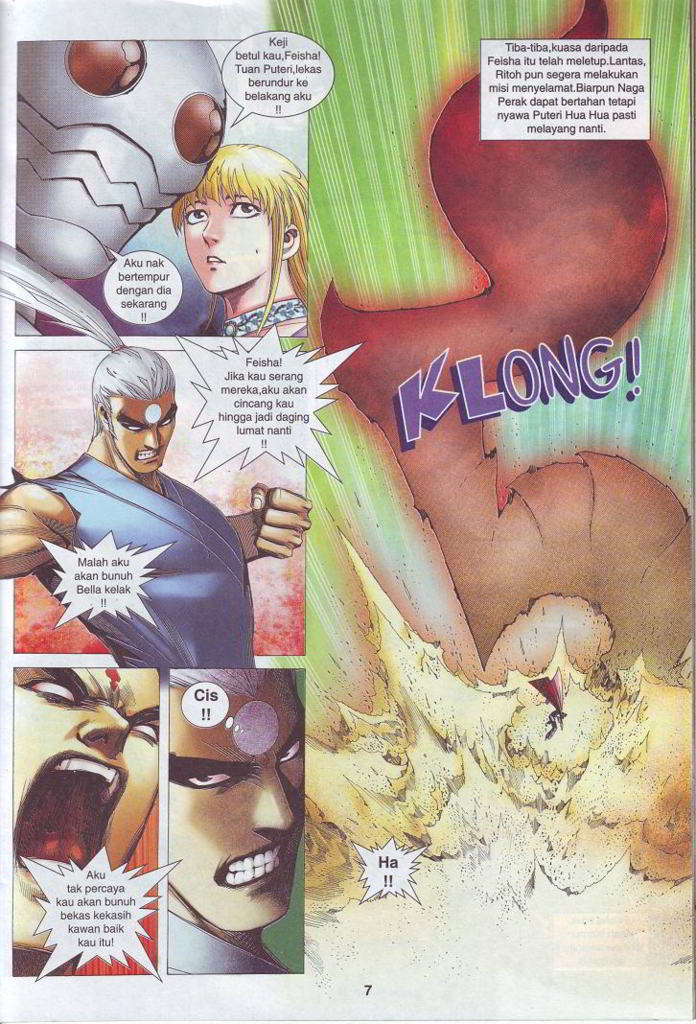 Keji
betul kau,Feisha!
Tuan Puteri,lekas
berundur ke
belakang aku
!!
Aku nak
bertempur
dengan dia
sekarang
!!
Feisha!
Jika kau serang
mereka,aku akan
cincang kau
hingga jadi daging
lumat nanti
!!
Malah aku
akan bunuh
Bella kelak
!!
Cis
!!
Aku
tak percaya
kau akan bunuh
bekas kekasih
kawan baik
kau itu!
Tiba-tiba,kuasa daripada
Feisha itu telah meletup.Lantas,
Ritoh pun segera melakukan
misi menyelamat.Biarpun Naga
Perak dapat bertahan tetapi
nyawa Puteri Hua Hua pasti
melayang nanti.
KLONG!
Ha
!!
7